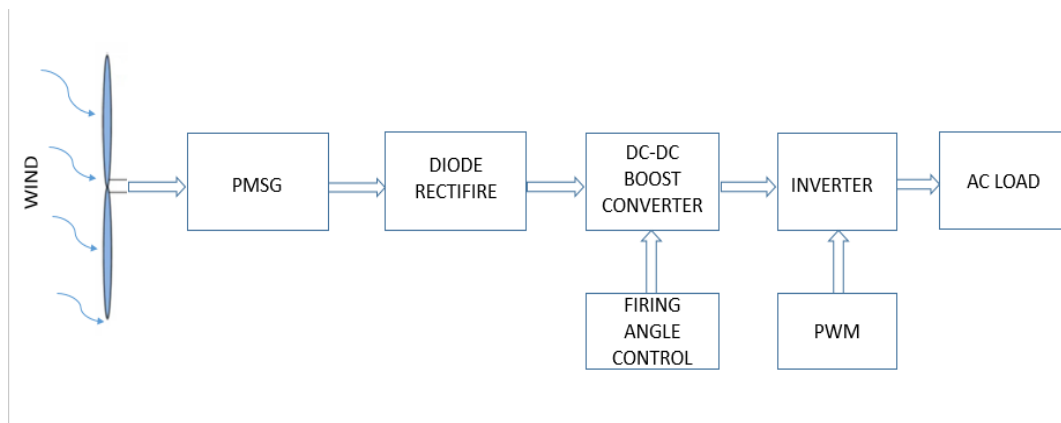 WIND
PMSG
DIODE
RECTIFIRE
DC-DC
BOOST
CONVERTER
INVERTER
AC LOAD
FIRING
ANGLE
CONTROL
PWM